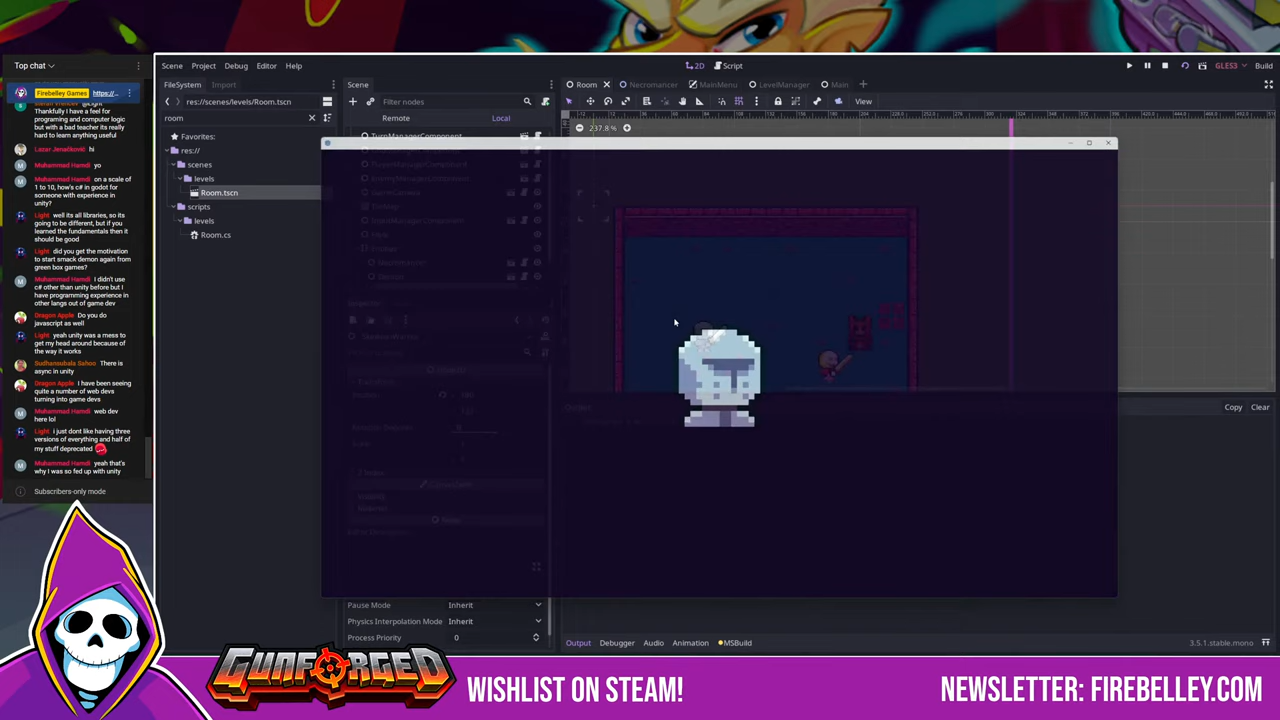 Top chat
Firebelley Games https://...
Thankfully I have a feel for
programing and computer logic
but with a bad teacher its really
hard to learn anything useful
Lazar Jenačković hi
Muhammad Hamdi yo
Muhammad Hamdi on a scale of
1 to 10, how's c# in godot for
someone with experience in
unity?
Light well its all libraries, so its
going to be different, but if you
learned the fundamentals then it
should be good
Light did you get the motivation
to start smack demon again from
green box games?
Muhammad Hamdi I didn't use
c# other than unity before but I
have programming experience in
other langs out of game dev
Dragon Apple Do you do
javascript as well
Light yeah unity was a mess to
get my head around because of
the way it works
Sudhansubala Sahoo There is
async in unity
Dragon Apple I have been seeing
quite a number of web devs
turning into game devs
Muhammad Hamdi web dev
here lol
Light i just dont like having three
versions of everything and half of
my stuff deprecated
Muhammad Hamdi yeah that's
why I was so fed up with unity
Subscribers-only mode
Scene Project Debug Editor Help
2D Script
GLES3 Build
FileSystem Import
res://scenes/levels/Room.tscn
room
Favorites:
res://
scenes
levels
Room.tscn
scripts
levels
Room.cs
Scene
Filter nodes
Remote Local
TurnManagerComponent
PlayerManagerComponent
EnemyManagerComponent
GameCamera
Room Necromancer MainMenu LevelManager Main
View
237.8 %
Copy Clear
Pause Mode Inherit
Physics Interpolation Mode Inherit
Process Priority 0
Output Debugger Audio Animation MSBuild
3.5.1.stable.mono
GUNFORGED
WISHLIST ON STEAM!
NEWSLETTER: FIREBELLEY.COM